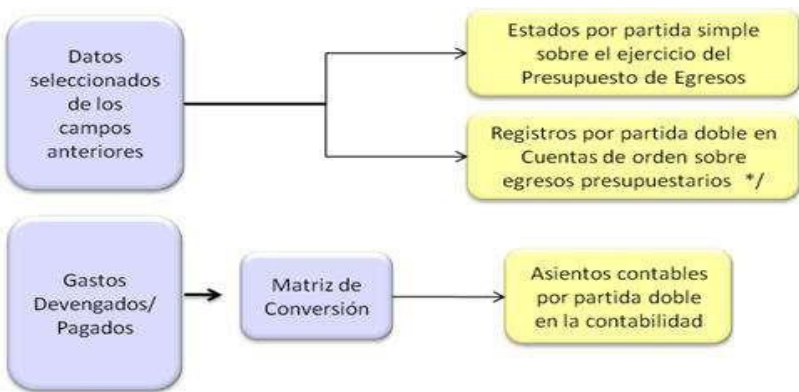 Datos
seleccionados
de los
campos
anteriores
Estados por partida simple
sobre el ejercicio del
Presupuesto de Egresos
Registros por partida doble en
Cuentas de orden sobre
egresos presupuestarios */
Gastos
Devengados/
Pagados
Matriz de
Conversión
Asientos contables
por partida doble
en la contabilidad